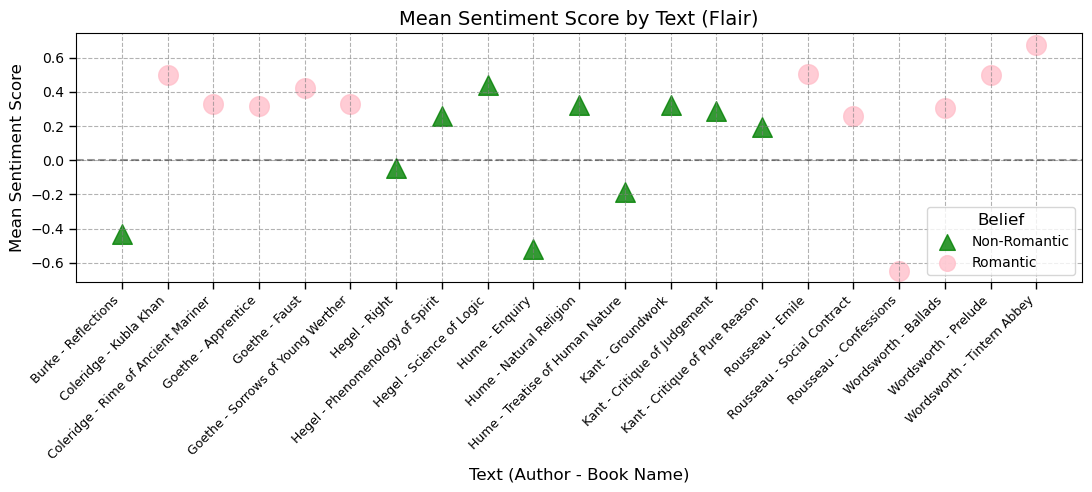 Mean Sentiment Score by Text (Flair)
Mean Sentiment Score
0.6
0.4
0.2
0.0
−0.2
−0.4
−0.6
Belief
Non-Romantic
Romantic
Burke - Reflections
Coleridge - Kubla Khan
Coleridge - Rime of Ancient Mariner
Goethe - Apprentice
Goethe - Faust
Goethe - Sorrows of Young Werther
Hegel - Right
Hegel - Phenomenology of Spirit
Hegel - Science of Logic
Hume - Enquiry
Hume - Natural Religion
Hume - Treatise of Human Nature
Kant - Groundwork
Kant - Critique of Judgement
Kant - Critique of Pure Reason
Rousseau - Emile
Rousseau - Social Contract
Rousseau - Confessions
Wordsworth - Ballads
Wordsworth - Prelude
Wordsworth - Tintern Abbey
Text (Author - Book Name)